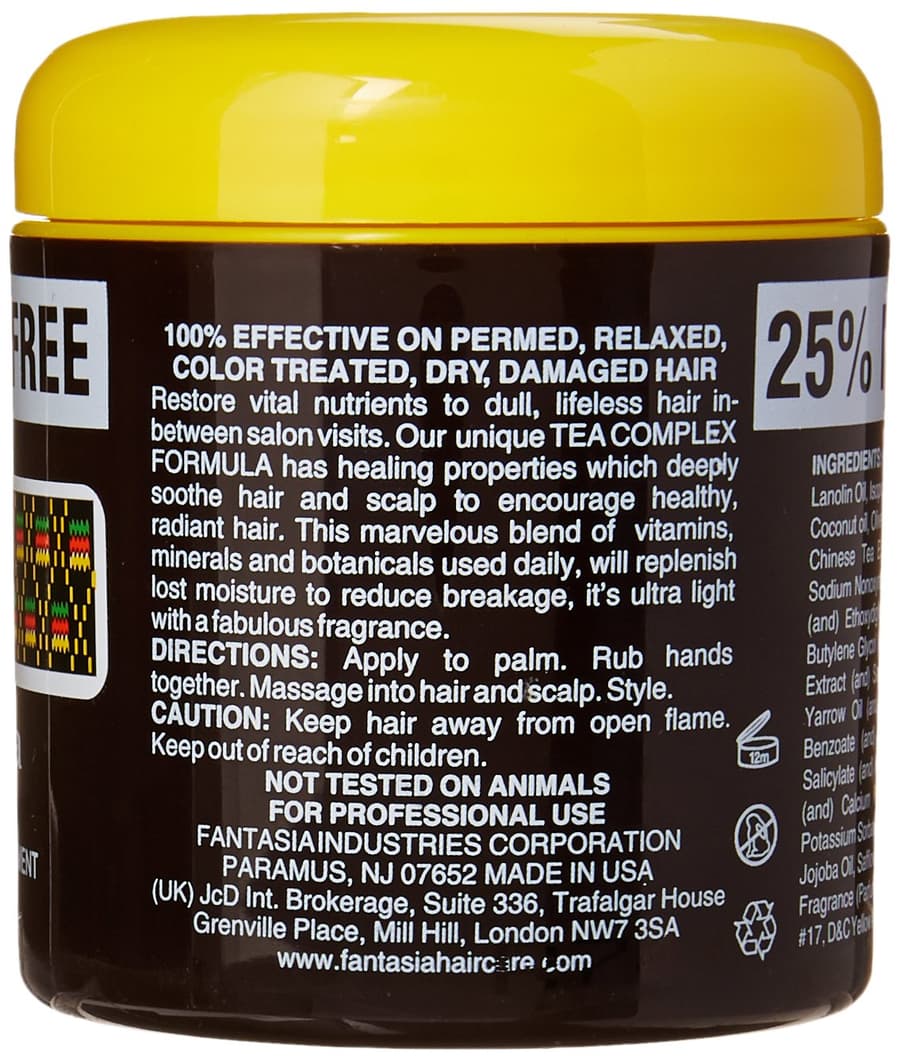 FREE
100% EFFECTIVE ON PERMED, RELAXED,
COLOR TREATED, DRY, DAMAGED HAIR
Restore vital nutrients to dull, lifeless hair in-
between salon visits. Our unique TEA COMPLEX
FORMULA has healing properties which deeply
soothe hair and scalp to encourage healthy,
radiant hair. This marvelous blend of vitamins,
minerals and botanicals used daily, will replenish
lost moisture to reduce breakage, it's ultra light
with a fabulous fragrance.
DIRECTIONS: Apply to palm. Rub hands
together. Massage into hair and scalp. Style.
CAUTION: Keep hair away from open flame.
Keep out of reach of children.
NOT TESTED ON ANIMALS
FOR PROFESSIONAL USE
FANTASIA INDUSTRIES CORPORATION
PARAMUS, NJ 07652 MADE IN USA
(UK) JcD Int. Brokerage, Suite 336, Trafalgar House
Grenville Place, Mill Hill, London NW7 3SA
www.fantasiahaircare.com
12m
25%
INGREDIENTS
Lanolin Oil,
Coconut oil,
Chinese Tea
Sodium
(and)
Butylene
Extract (and)
Yarrow Oil
Benzoate (and)
Salicylate (and)
(and) Calcium
Potassium
Jojoba Oil,
Fragrance
#17, D&C Yellow